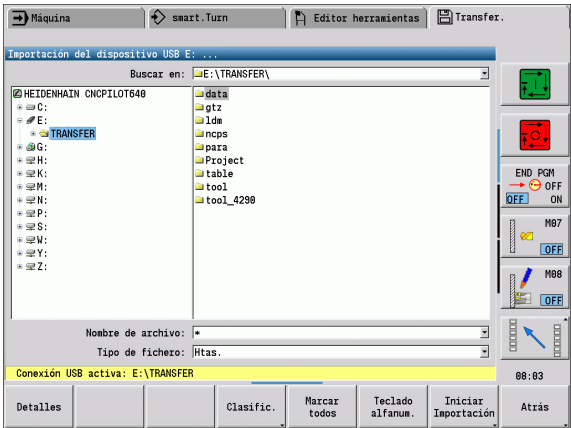 Máquina
smart.Turn
Editor herramientas
Transfer.
Importación del dispositivo USB E: ...
Buscar en: E:\TRANSFER\
HEIDENHAIN CNCPILOT640
C:
E:
TRANSFER
G:
H:
K:
M:
N:
P:
S:
W:
Y:
Z:
data
gtz
ldm
ncps
para
Project
table
tool
tool_4290
Nombre de archivo: *
Tipo de fichero: Htas.
Conexión USB activa: E:\TRANSFER
END PGM
OFF
OFF ON
M07
OFF
M08
OFF
08:03
Detalles
Clasific.
Marcar todos
Teclado alfanum.
Iniciar Importación
Atrás